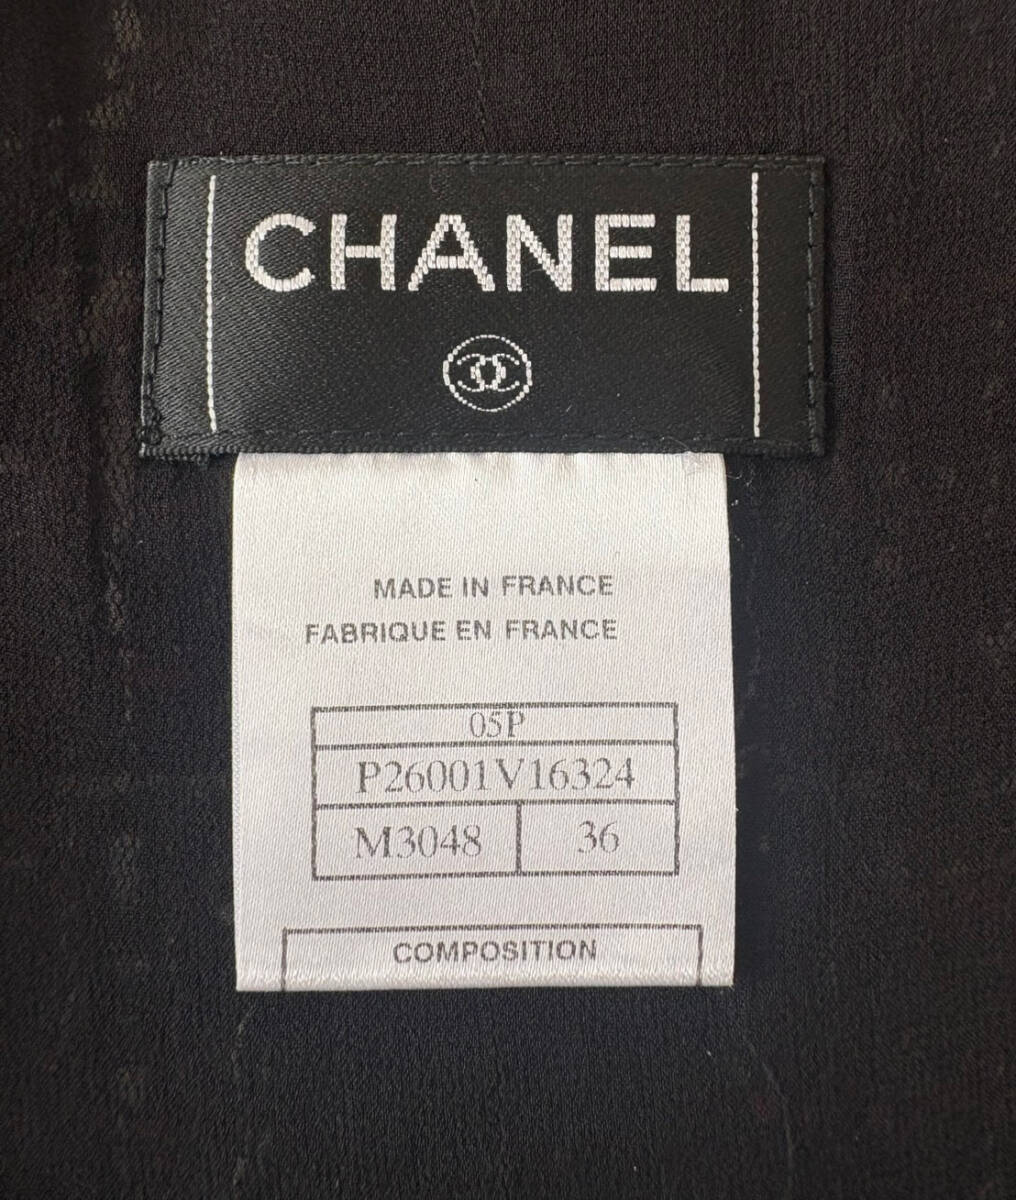 CHANEL
MADE IN FRANCE
FABRIQUE EN FRANCE
05P
P26001V16324
M3048 36
COMPOSITION